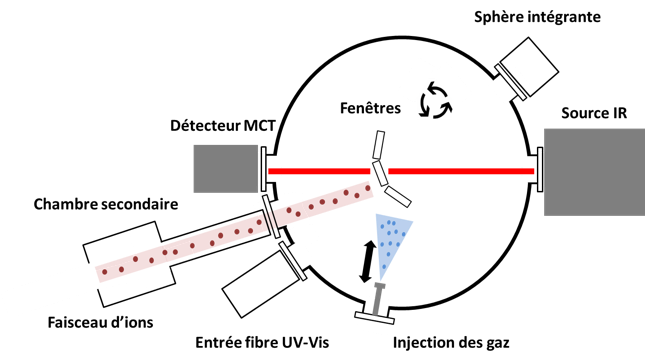 Sphère intégrante
Fenêtres
Source IR
Détecteur MCT
Chambre secondaire
Faisceau d'ions
Entrée fibre UV-Vis
Injection des gaz